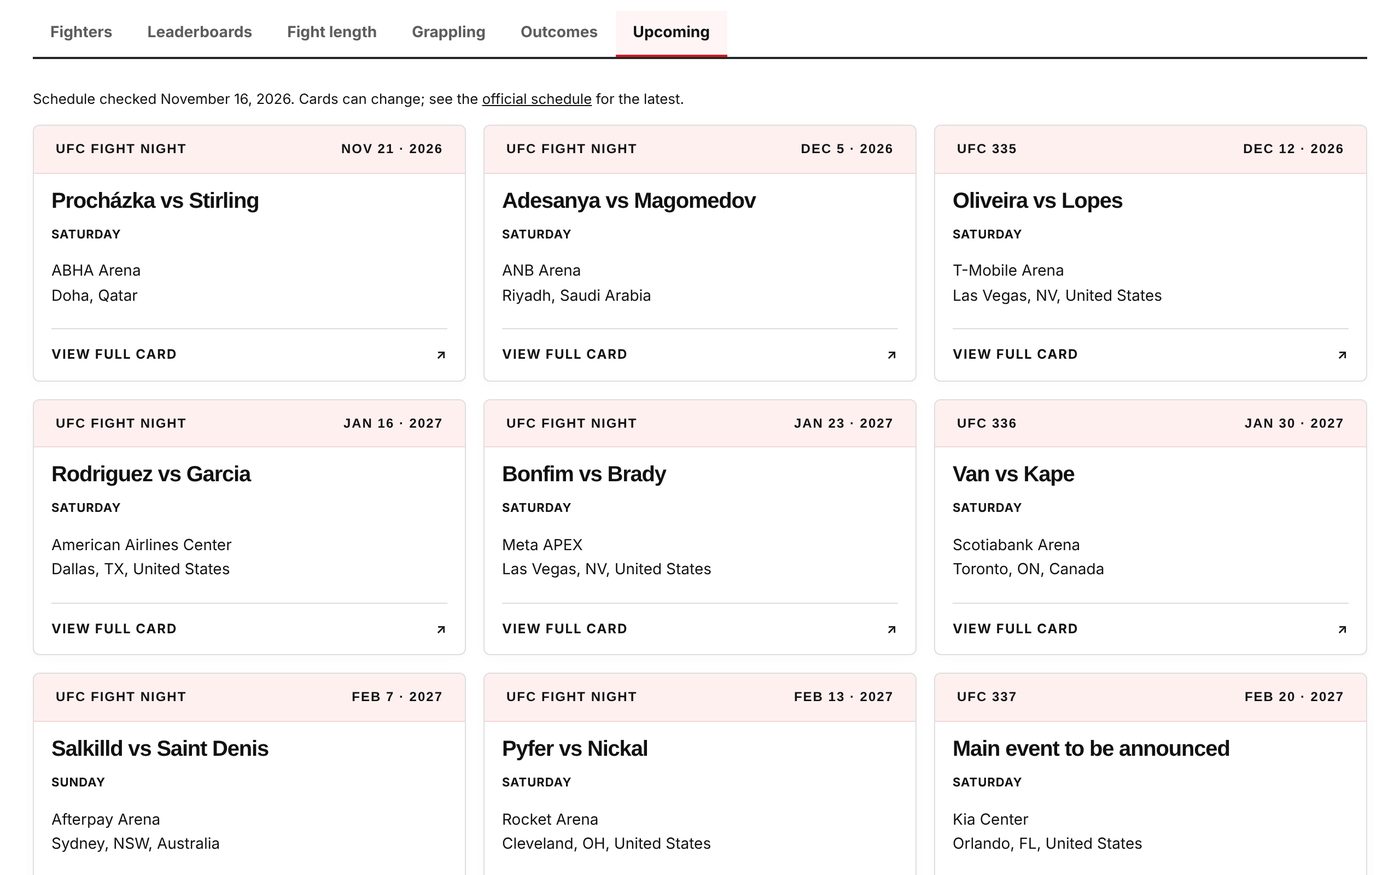 Fighters Leaderboards Fight length Grappling Outcomes Upcoming
Schedule checked November 16, 2026. Cards can change; see the official schedule for the latest.
UFC FIGHT NIGHT NOV 21 · 2026
Procházka vs Stirling
SATURDAY
ABHA Arena
Doha, Qatar
VIEW FULL CARD ↗
UFC FIGHT NIGHT DEC 5 · 2026
Adesanya vs Magomedov
SATURDAY
ANB Arena
Riyadh, Saudi Arabia
VIEW FULL CARD ↗
UFC 335 DEC 12 · 2026
Oliveira vs Lopes
SATURDAY
T-Mobile Arena
Las Vegas, NV, United States
VIEW FULL CARD ↗
UFC FIGHT NIGHT JAN 16 · 2027
Rodriguez vs Garcia
SATURDAY
American Airlines Center
Dallas, TX, United States
VIEW FULL CARD ↗
UFC FIGHT NIGHT JAN 23 · 2027
Bonfim vs Brady
SATURDAY
Meta APEX
Las Vegas, NV, United States
VIEW FULL CARD ↗
UFC 336 JAN 30 · 2027
Van vs Kape
SATURDAY
Scotiabank Arena
Toronto, ON, Canada
VIEW FULL CARD ↗
UFC FIGHT NIGHT FEB 7 · 2027
Salkilld vs Saint Denis
SUNDAY
Afterpay Arena
Sydney, NSW, Australia
UFC FIGHT NIGHT FEB 13 · 2027
Pyfer vs Nickal
SATURDAY
Rocket Arena
Cleveland, OH, United States
UFC 337 FEB 20 · 2027
Main event to be announced
SATURDAY
Kia Center
Orlando, FL, United States